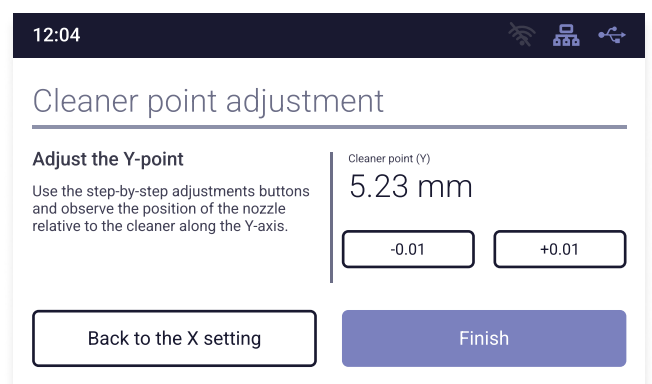 12:04
Cleaner point adjustment
Adjust the Y-point
Use the step-by-step adjustments buttons
and observe the position of the nozzle
relative to the cleaner along the Y-axis.
Cleaner point (Y)
5.23 mm
-0.01
+0.01
Back to the X setting
Finish